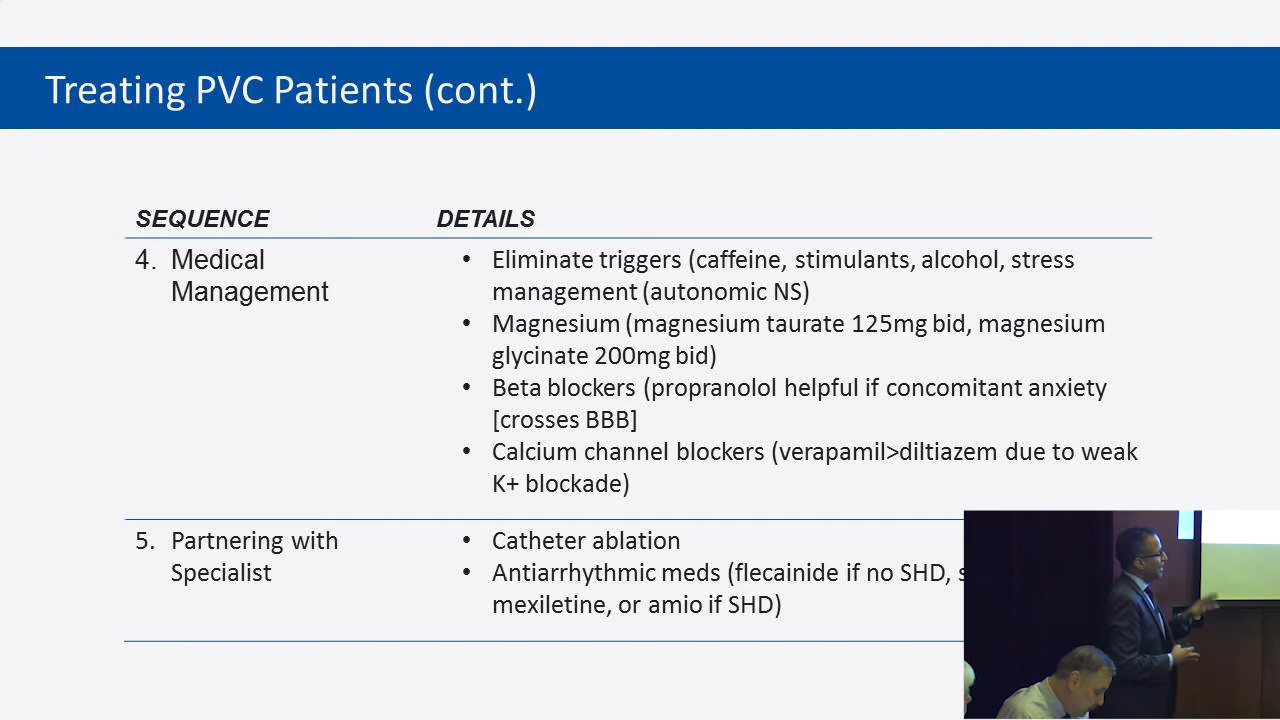 Treating PVC Patients (cont.)
SEQUENCE DETAILS
4. Medical Management
• Eliminate triggers (caffeine, stimulants, alcohol, stress
management (autonomic NS)
• Magnesium (magnesium taurate 125mg bid, magnesium
glycinate 200mg bid)
• Beta blockers (propranolol helpful if concomitant anxiety
[crosses BBB]
• Calcium channel blockers (verapamil>diltiazem due to weak
K+ blockade)
5. Partnering with
Specialist
• Catheter ablation
• Antiarrhythmic meds (flecainide if no SHD,
mexiletine, or amio if SHD)